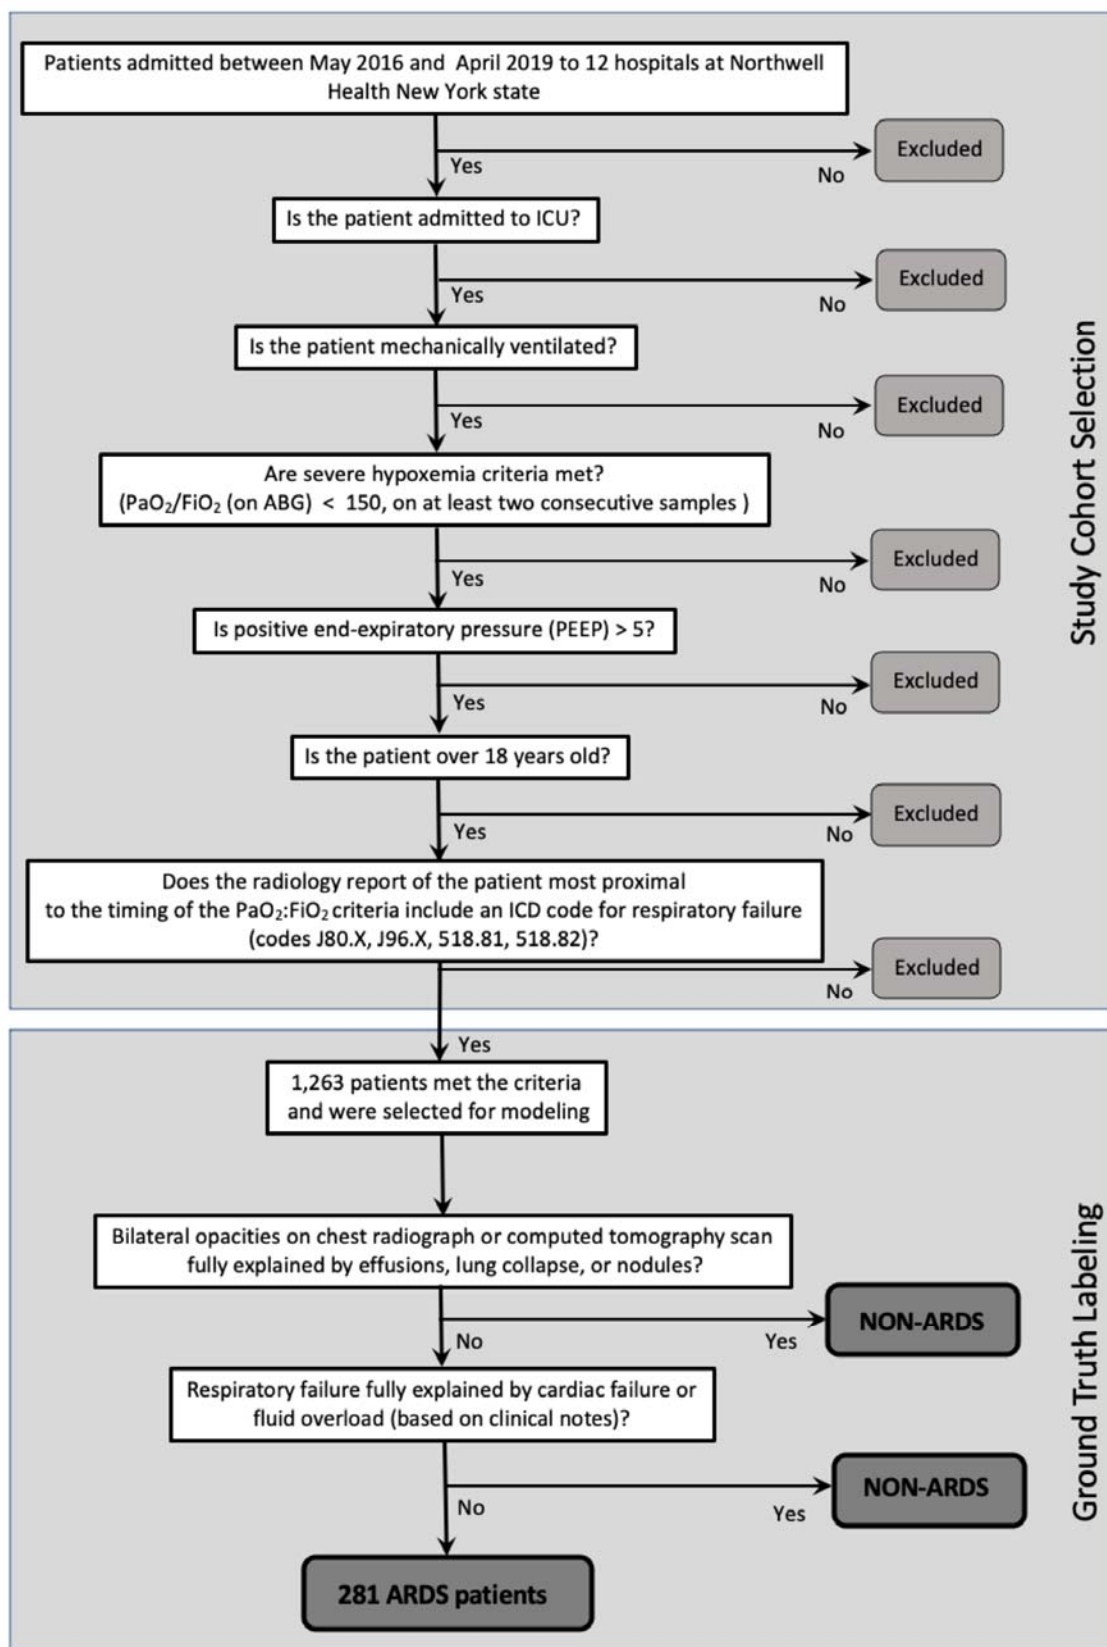 Patients admitted between May 2016 and April 2019 to 12 hospitals at Northwell
Health New York state
Excluded
Yes
No
Is the patient admitted to ICU?
Excluded
Yes
No
Is the patient mechanically ventilated?
Excluded
Yes
No
Are severe hypoxemia criteria met?
(PaO₂/FiO₂ (on ABG) < 150, on at least two consecutive samples )
Excluded
Yes
No
Is positive end-expiratory pressure (PEEP) > 5?
Excluded
Yes
No
Is the patient over 18 years old?
Excluded
Yes
No
Does the radiology report of the patient most proximal
to the timing of the PaO₂:FiO₂ criteria include an ICD code for respiratory failure
(codes J80.X, J96.X, 518.81, 518.82)?
Excluded
No
Study Cohort Selection
Yes
1,263 patients met the criteria
and were selected for modeling
Bilateral opacities on chest radiograph or computed tomography scan
fully explained by effusions, lung collapse, or nodules?
NON-ARDS
No
Yes
Respiratory failure fully explained by cardiac failure or
fluid overload (based on clinical notes)?
NON-ARDS
No
Yes
281 ARDS patients
Ground Truth Labeling